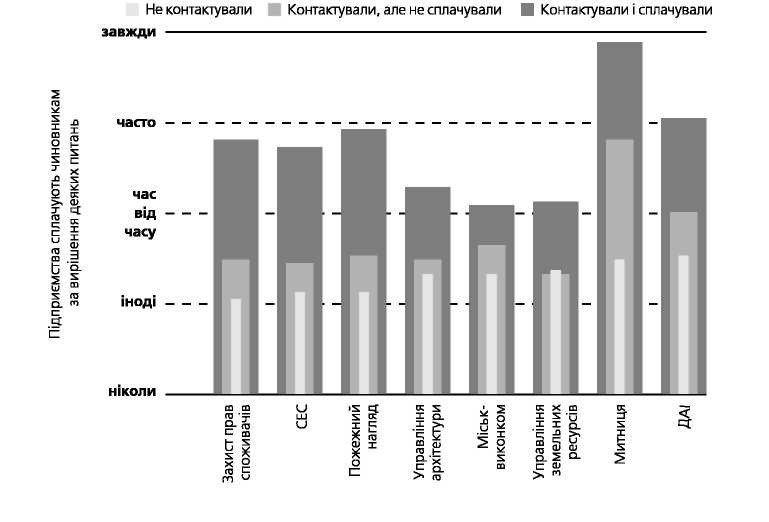 Не контактували
Контактували, але не сплачували
Контактували і сплачували
Підприємства сплачують чиновникам
за вирішення деяких питань
завжди
часто
час
від
часу
іноді
ніколи
Захист прав
споживачів
СЕС
Пожежний
нагляд
Управління
архітектури
Міськ-
виконком
Управління
земельних
ресурсів
Митниця
ДАІ